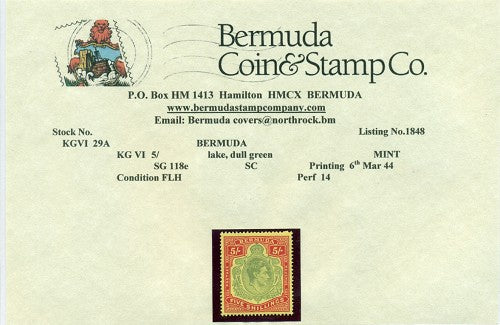 Bermuda
Coin&Stamp Co.
P.O. Box HM 1413 Hamilton HMCX BERMUDA
www.bermudastampcompany.com
Email: Bermuda covers@northrock.bm
Stock No. Listing No.1848
KGVI 29A BERMUDA
KG VI 5/ lake, dull green MINT
SG 118e SC Printing 6th Mar 44
Condition FLH Perf 14
BERMUDA
5/- 5/-
FIVE SHILLINGS